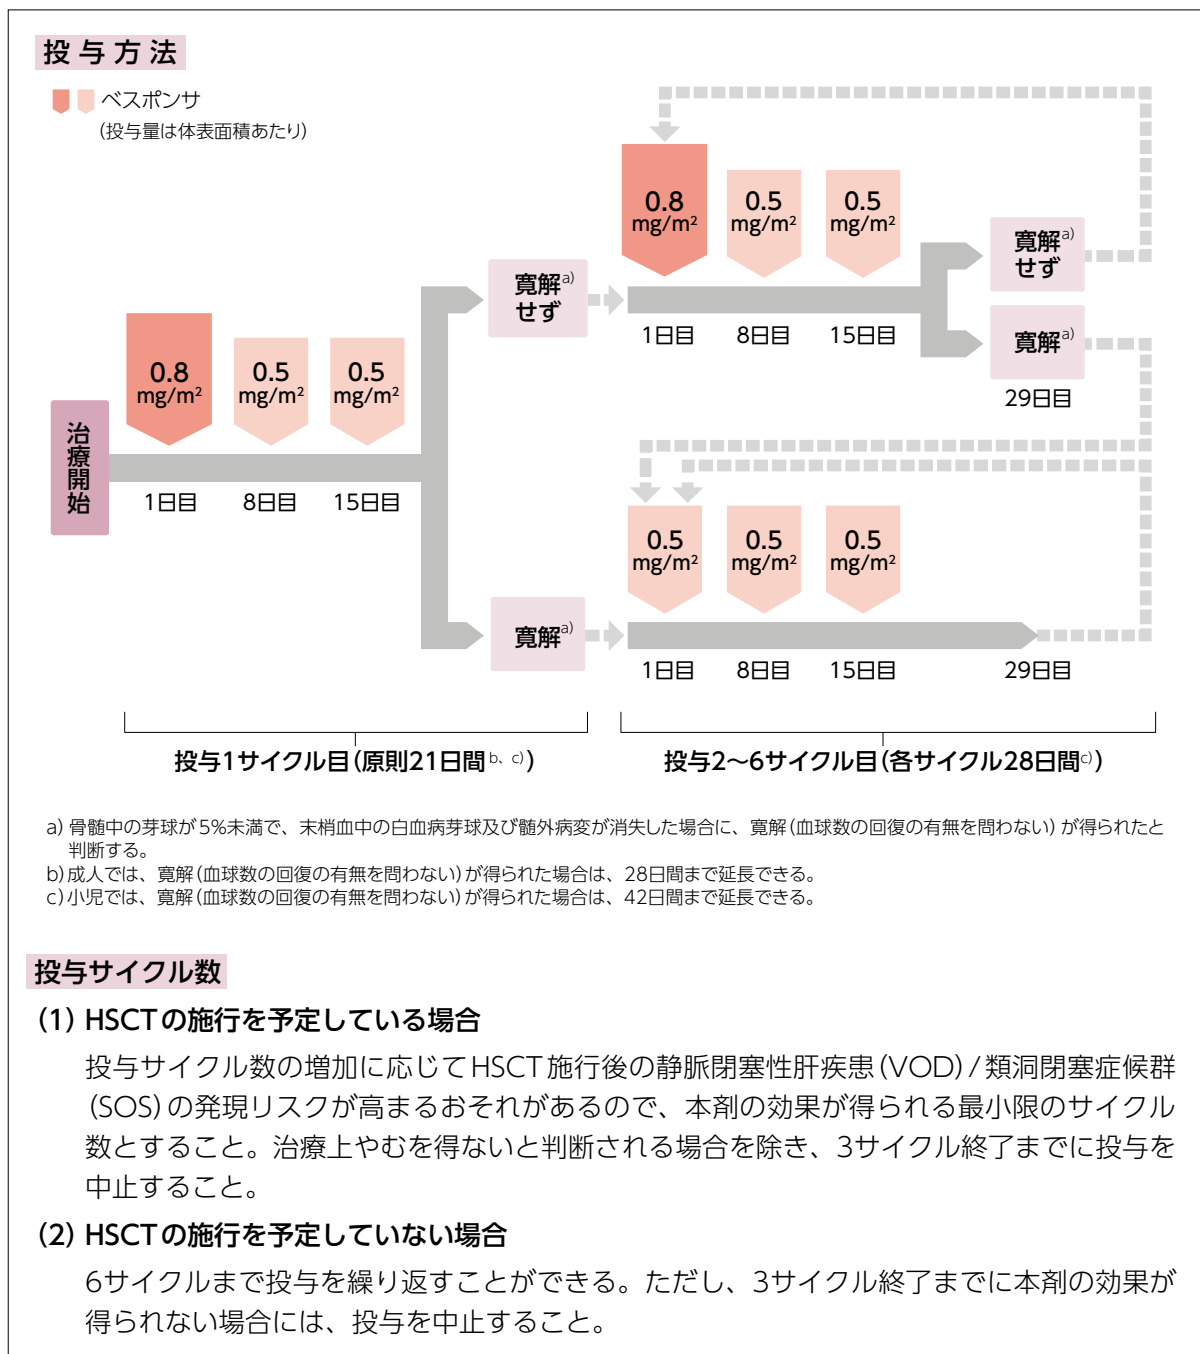 投与方法
ベスポンサ
(投与量は体表面積あたり)
0.8
mg/m²
0.5
mg/m²
0.5
mg/m²
寛解a)
せず
寛解a)
せず
1日目
8日目
15日目
寛解a)
29日目
0.8
mg/m²
0.5
mg/m²
0.5
mg/m²
治療開始
1日目
8日目
15日目
0.5
mg/m²
0.5
mg/m²
0.5
mg/m²
寛解a)
1日目
8日目
15日目
29日目
投与1サイクル目(原則21日間b、c))
投与2〜6サイクル目(各サイクル28日間c))
a)骨髄中の芽球が5%未満で、末梢血中の白血病芽球及び髄外病変が消失した場合に、寛解(血球数の回復の有無を問わない)が得られたと
判断する。
b)成人では、寛解(血球数の回復の有無を問わない)が得られた場合は、28日間まで延長できる。
c)小児では、寛解(血球数の回復の有無を問わない)が得られた場合は、42日間まで延長できる。
投与サイクル数
(1)HSCTの施行を予定している場合
投与サイクル数の増加に応じてHSCT施行後の静脈閉塞性肝疾患(VOD)/類洞閉塞症候群
(SOS)の発現リスクが高まるおそれがあるので、本剤の効果が得られる最小限のサイクル
数とすること。治療上やむを得ないと判断される場合を除き、3サイクル終了までに投与を
中止すること。
(2)HSCTの施行を予定していない場合
6サイクルまで投与を繰り返すことができる。ただし、3サイクル終了までに本剤の効果が
得られない場合には、投与を中止すること。